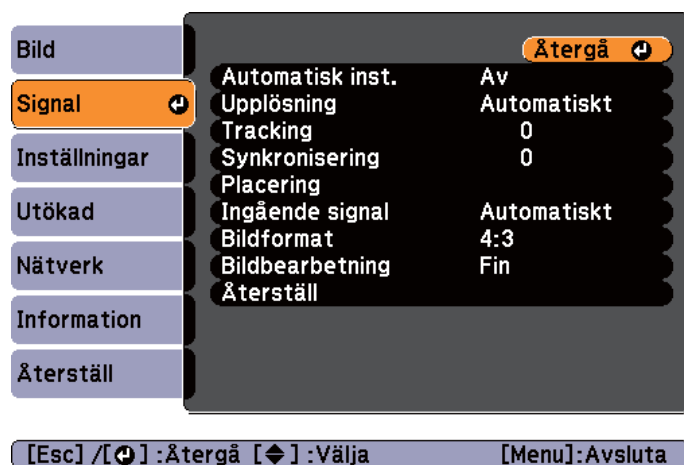 Bild
Signal
Inställningar
Utökad
Nätverk
Information
Återställ
Återgå
Automatisk inst. Av
Upplösning Automatiskt
Tracking 0
Synkronisering 0
Placering
Ingående signal Automatiskt
Bildformat 4:3
Bildbearbetning Fin
Återställ
[Esc] /[⏎] :Återgå [◆] :Välja [Menu]:Avsluta